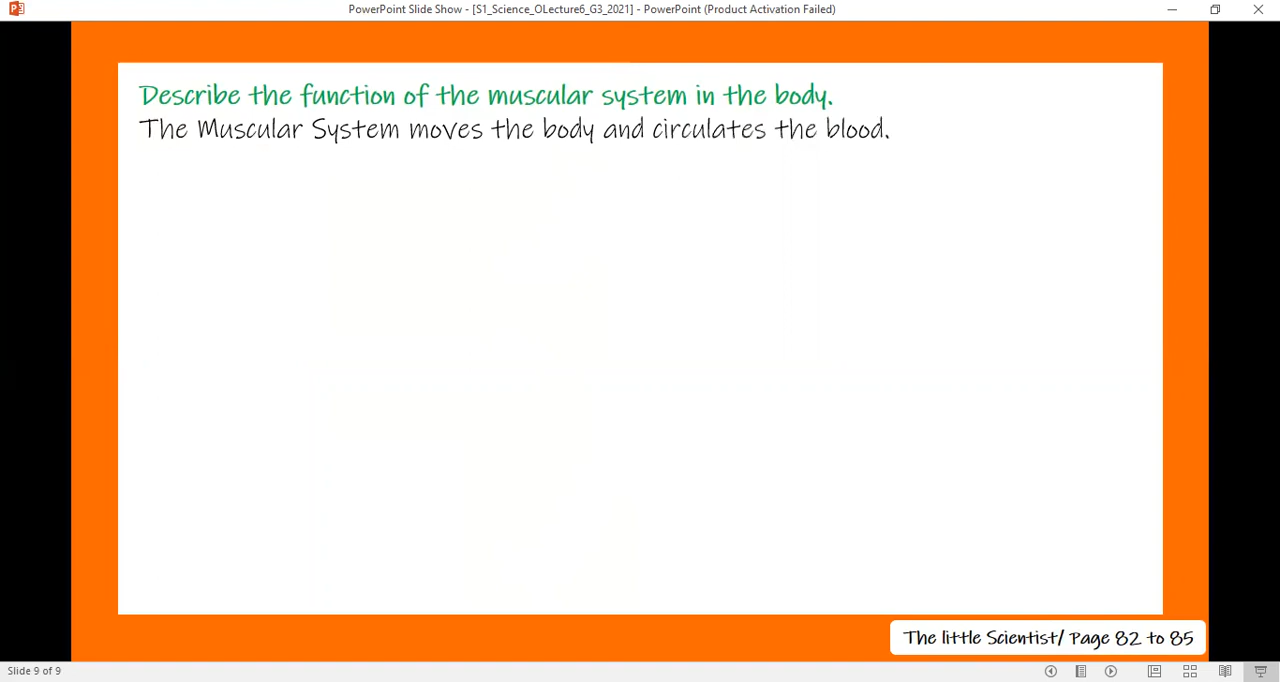 PowerPoint Slide Show - [S1_Science_OLecture6_G3_2021] - PowerPoint (Product Activation Failed)
Describe the function of the muscular system in the body.
The Muscular System moves the body and circulates the blood.
The little Scientist/ Page 82 to 85
Slide 9 of 9